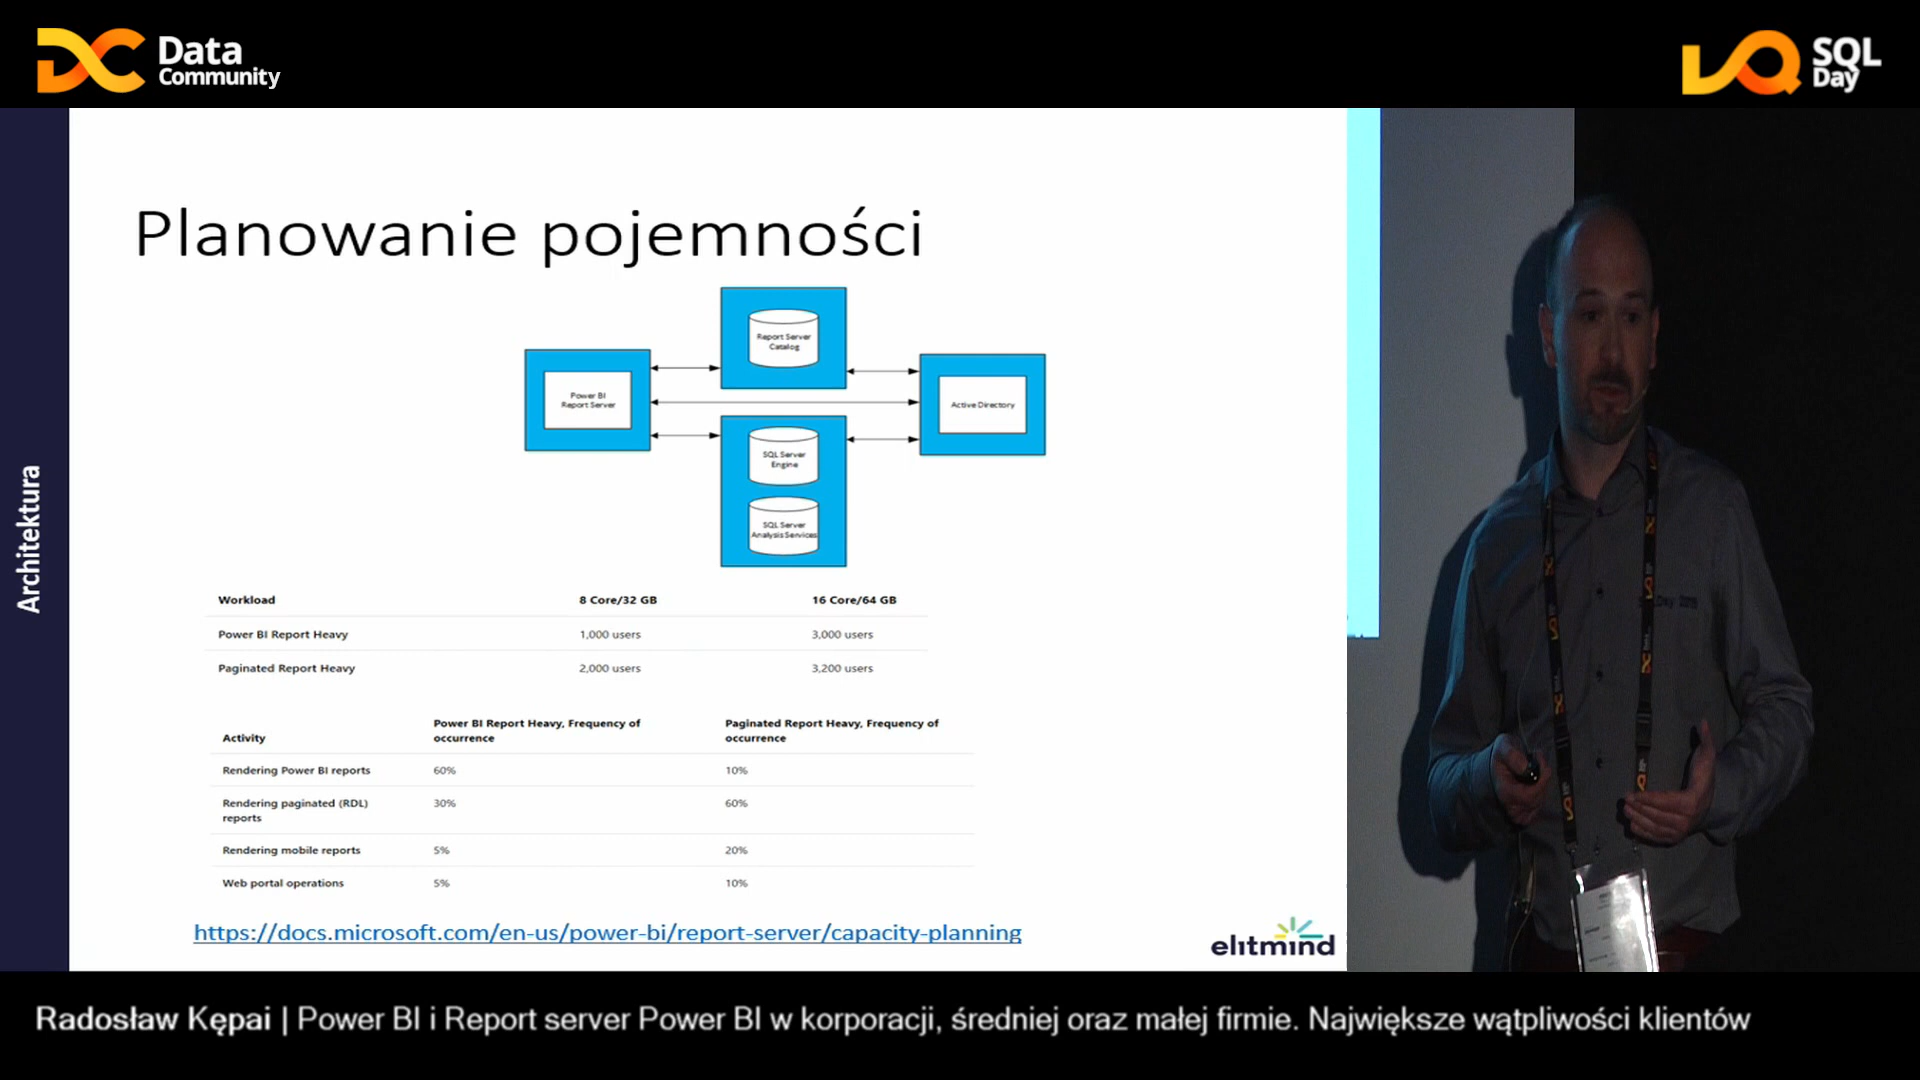 Data
Community
SQL
Day
Architektura
Planowanie pojemności
Report Server
Catalog
Power BI
Report Server
Active Directory
SQL Server
Engine
SQL Server
Analysis Services
Workload 8 Core/32 GB 16 Core/64 GB
Power BI Report Heavy 1,000 users 3,000 users
Paginated Report Heavy 2,000 users 3,200 users
Activity Power BI Report Heavy, Frequency of occurrence Paginated Report Heavy, Frequency of occurrence
Rendering Power BI reports 60% 10%
Rendering paginated (RDL) reports 30% 60%
Rendering mobile reports 5% 20%
Web portal operations 5% 10%
https://docs.microsoft.com/en-us/power-bi/report-server/capacity-planning
elitmind
Radosław Kępai | Power BI i Report server Power BI w korporacji, średniej oraz małej firmie. Największe wątpliwości klientów